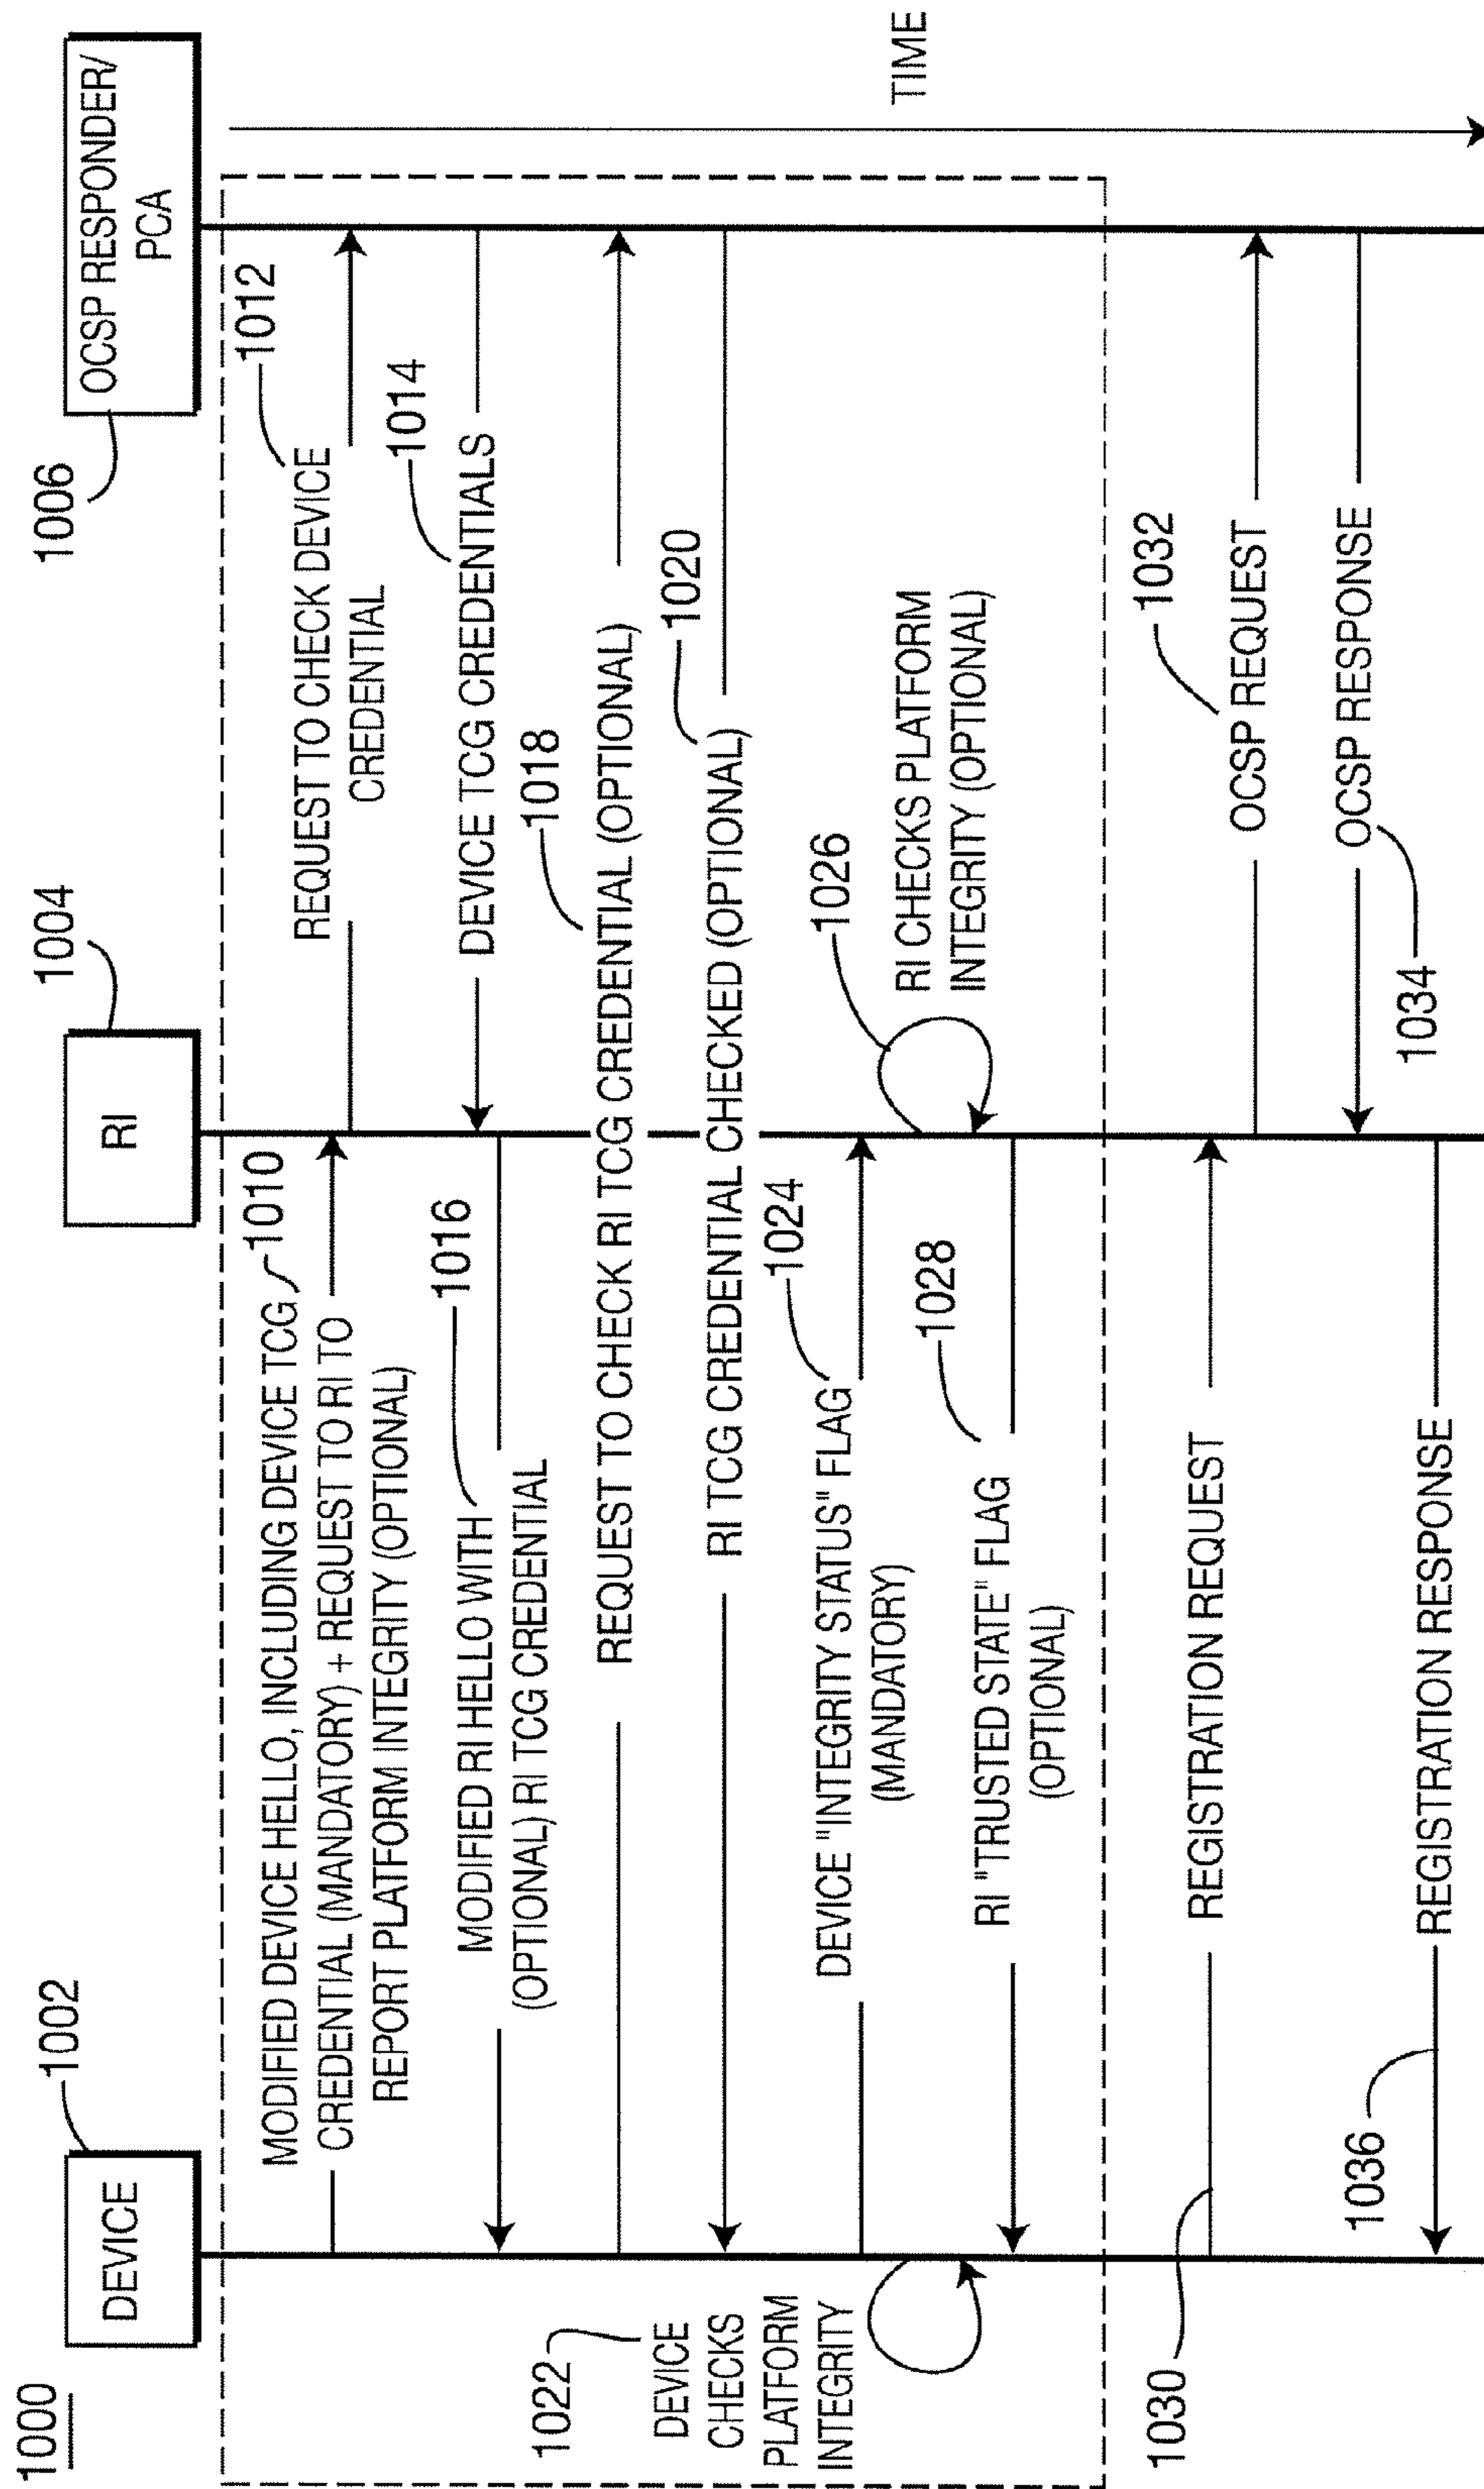 1000
DEVICE
1002
RI
1004
OCSP RESPONDER/
PCA
1006
TIME
MODIFIED DEVICE HELLO, INCLUDING DEVICE TCG
CREDENTIAL (MANDATORY) + REQUEST TO RI TO
REPORT PLATFORM INTEGRITY (OPTIONAL)
1010
REQUEST TO CHECK DEVICE
CREDENTIAL
1012
DEVICE TCG CREDENTIALS
1014
MODIFIED RI HELLO WITH
(OPTIONAL) RI TCG CREDENTIAL
1016
REQUEST TO CHECK RI TCG CREDENTIAL (OPTIONAL)
1018
RI TCG CREDENTIAL CHECKED (OPTIONAL)
1020
1022
DEVICE
CHECKS
PLATFORM
INTEGRITY
DEVICE "INTEGRITY STATUS" FLAG
(MANDATORY)
1024
1026
RI CHECKS PLATFORM
INTEGRITY (OPTIONAL)
RI "TRUSTED STATE" FLAG
(OPTIONAL)
1028
1030
REGISTRATION REQUEST
OCSP REQUEST
1032
OCSP RESPONSE
1034
1036
REGISTRATION RESPONSE